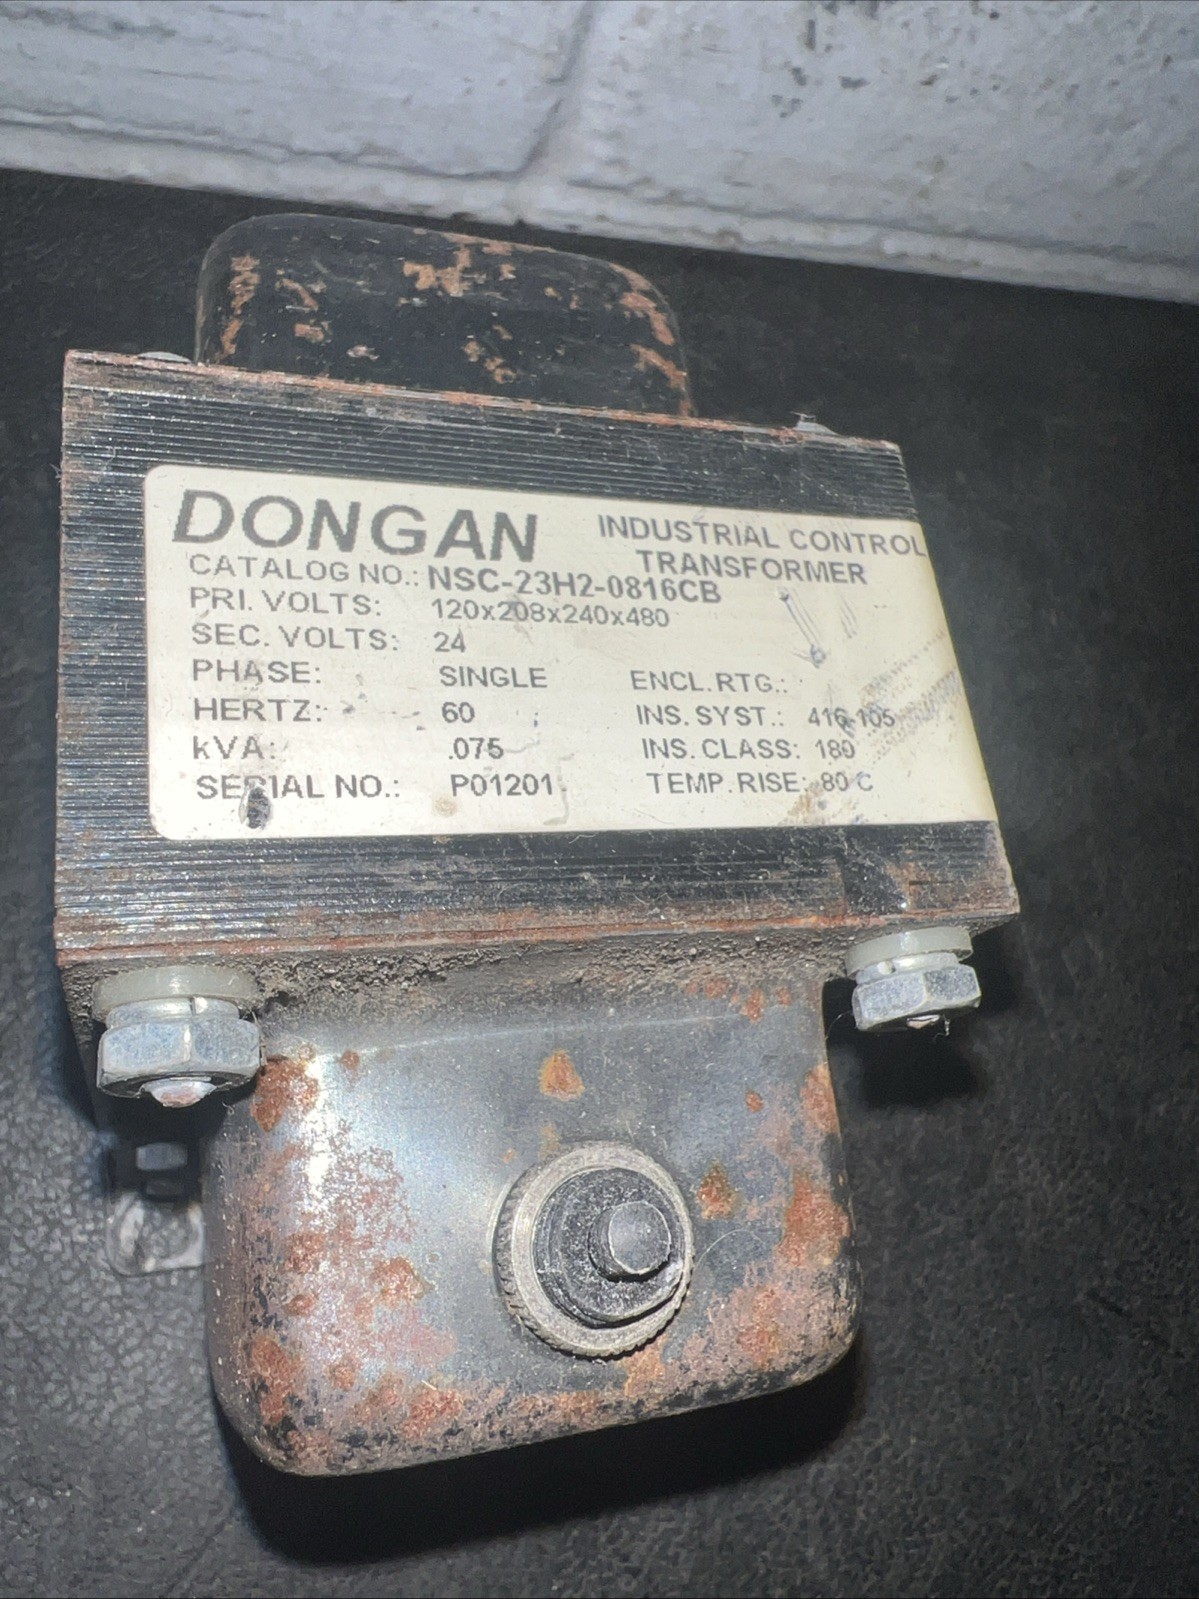 DONGAN INDUSTRIAL CONTROL
TRANSFORMER
CATALOG NO.: NSC-23H2-0816CB
PRI. VOLTS: 120x208x240x480
SEC. VOLTS: 24
PHASE: SINGLE ENCL. RTG.:
HERTZ: 60 INS. SYST.: 416-105
kVA: .075 INS. CLASS: 180
SERIAL NO.: P01201 TEMP. RISE: 80 C